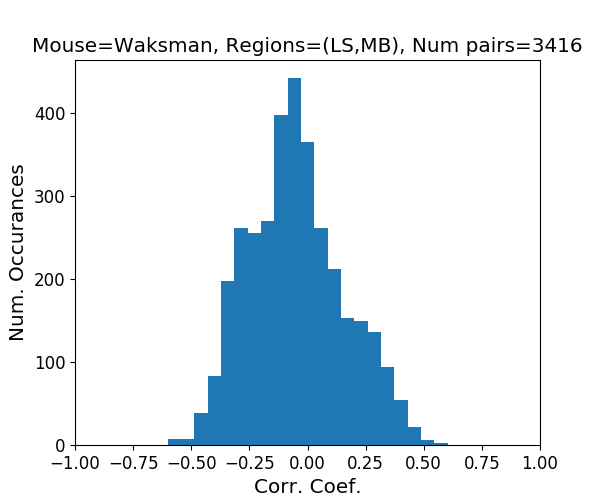 Mouse=Waksman, Regions=(LS,MB), Num pairs=3416
Num. Occurances
400
300
200
100
0
−1.00 −0.75 −0.50 −0.25 0.00 0.25 0.50 0.75 1.00
Corr. Coef.